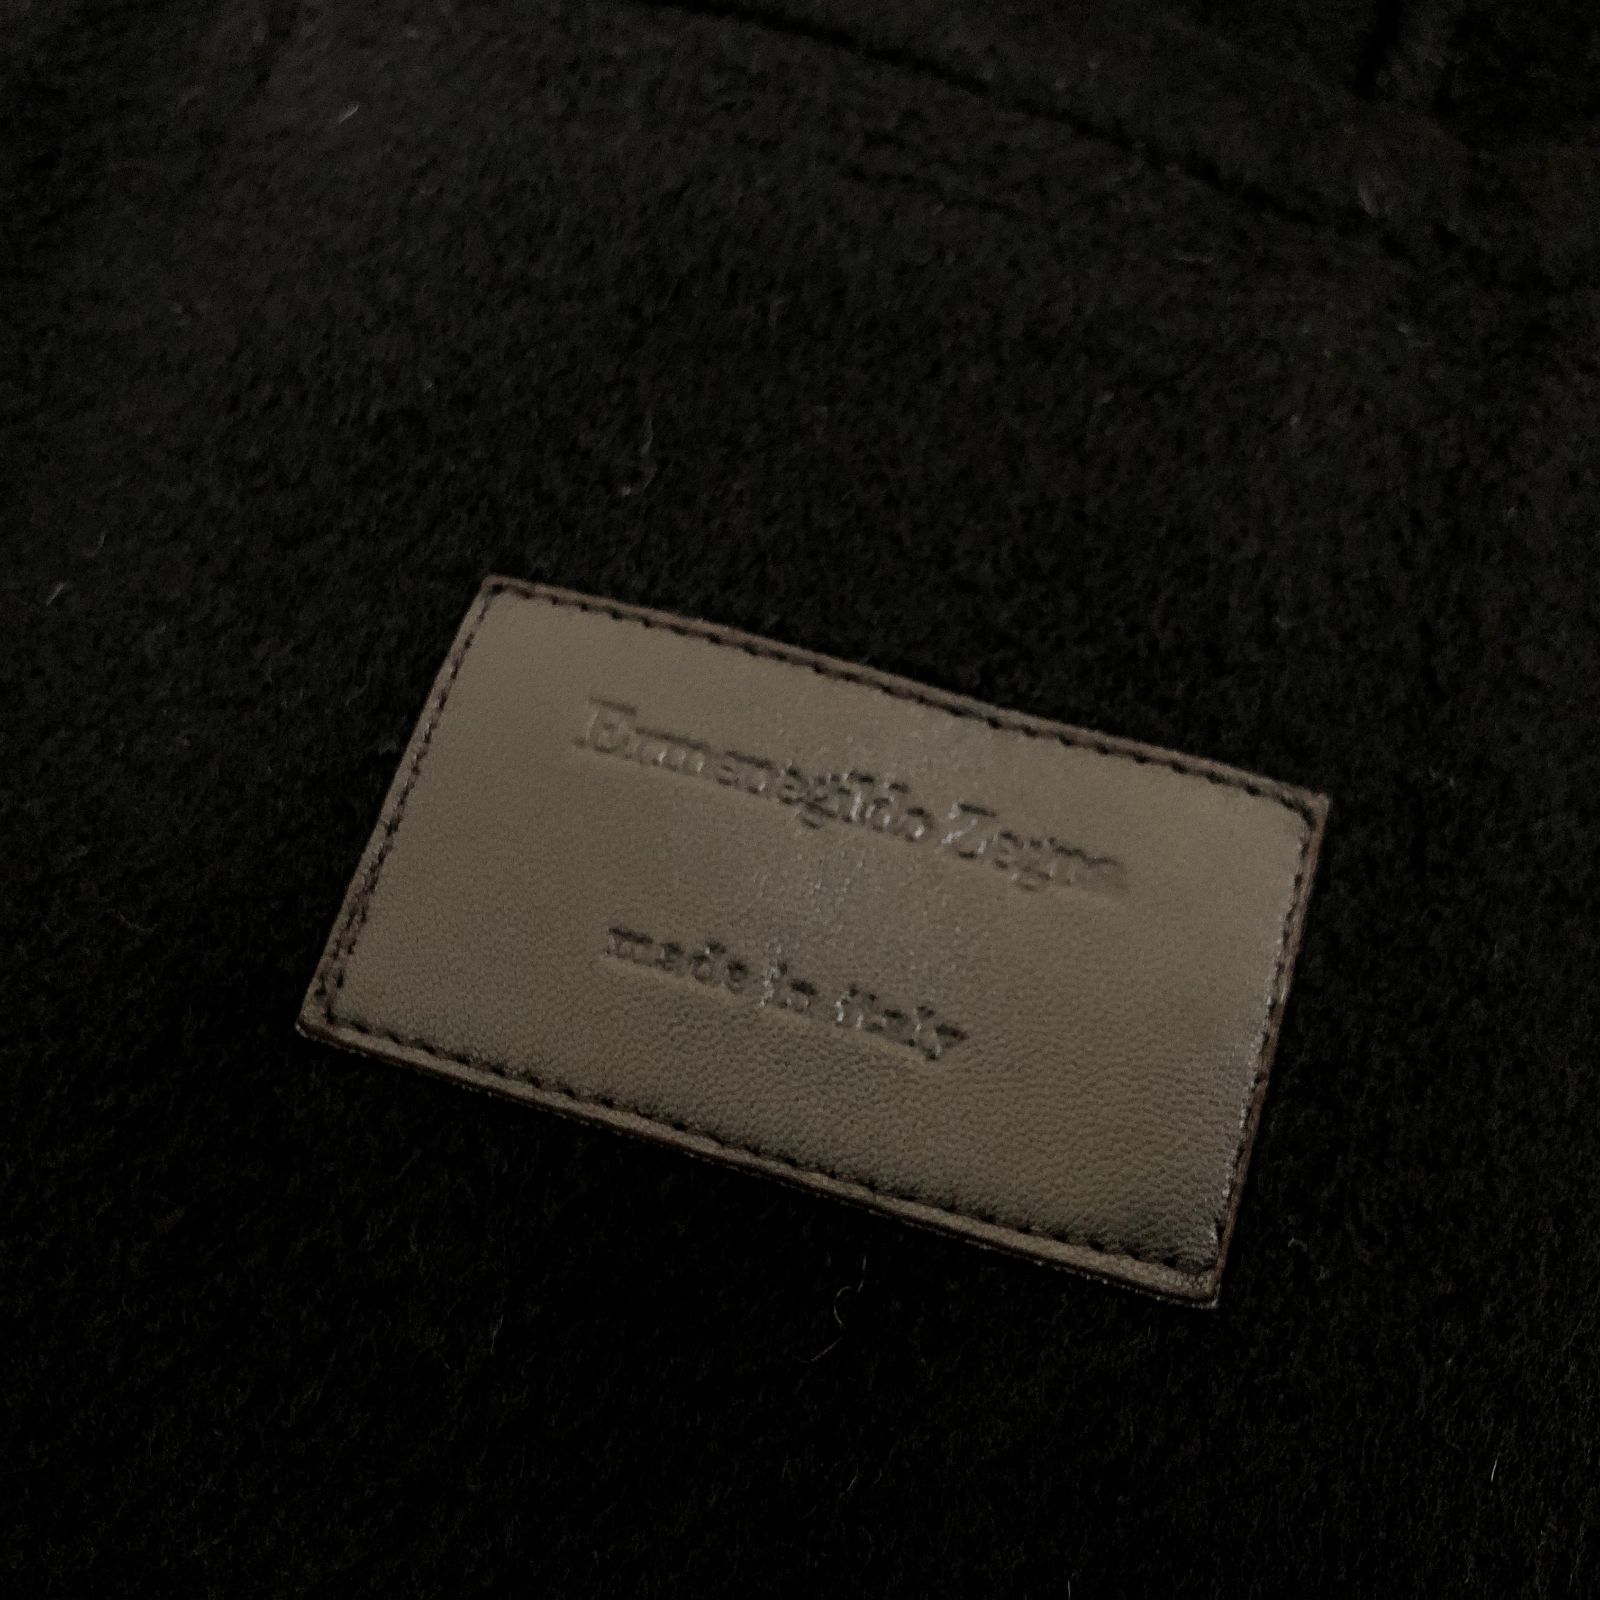 Ermenegildo Zegna
made in italy